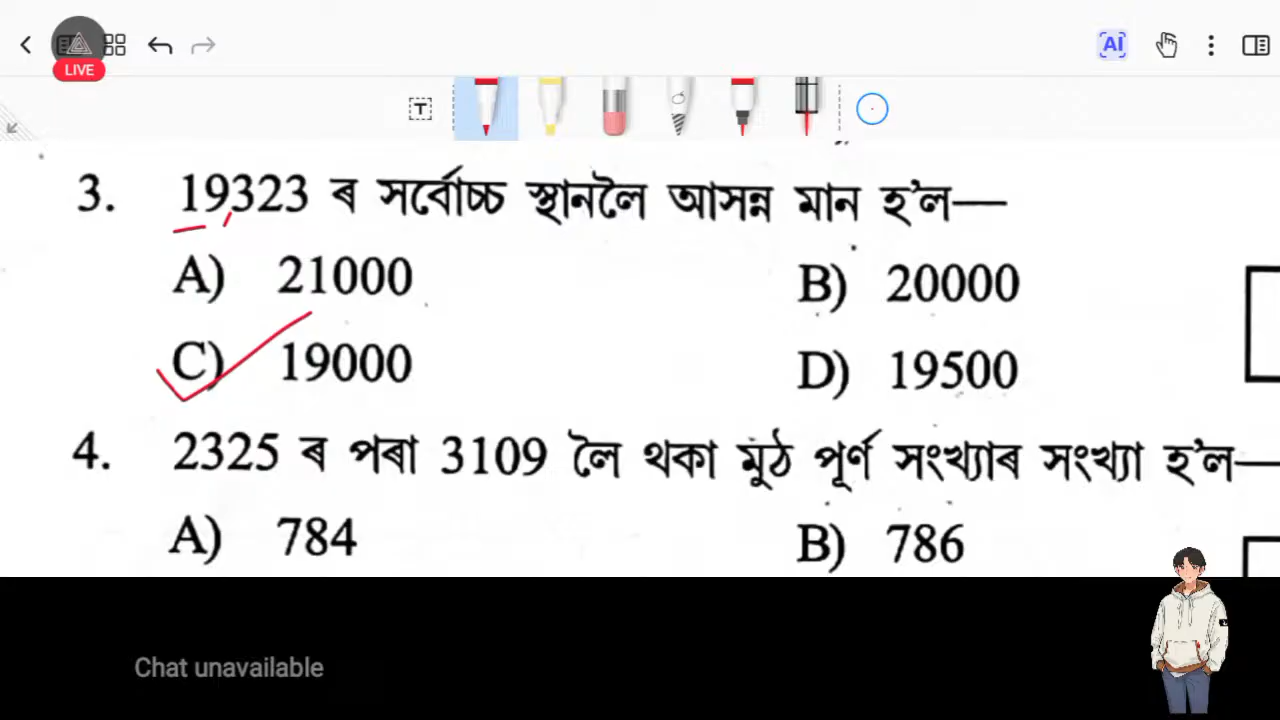 AI
LIVE
T
3. 19323 ৰ সৰ্বোচ্চ স্থানলৈ আসন্ন মান হ'ল—
A) 21000 B) 20000
C) 19000 D) 19500
4. 2325 ৰ পৰা 3109 লৈ থকা মুঠ পূৰ্ণ সংখ্যাৰ সংখ্যা হ'ল—
A) 784 B) 786
Chat unavailable